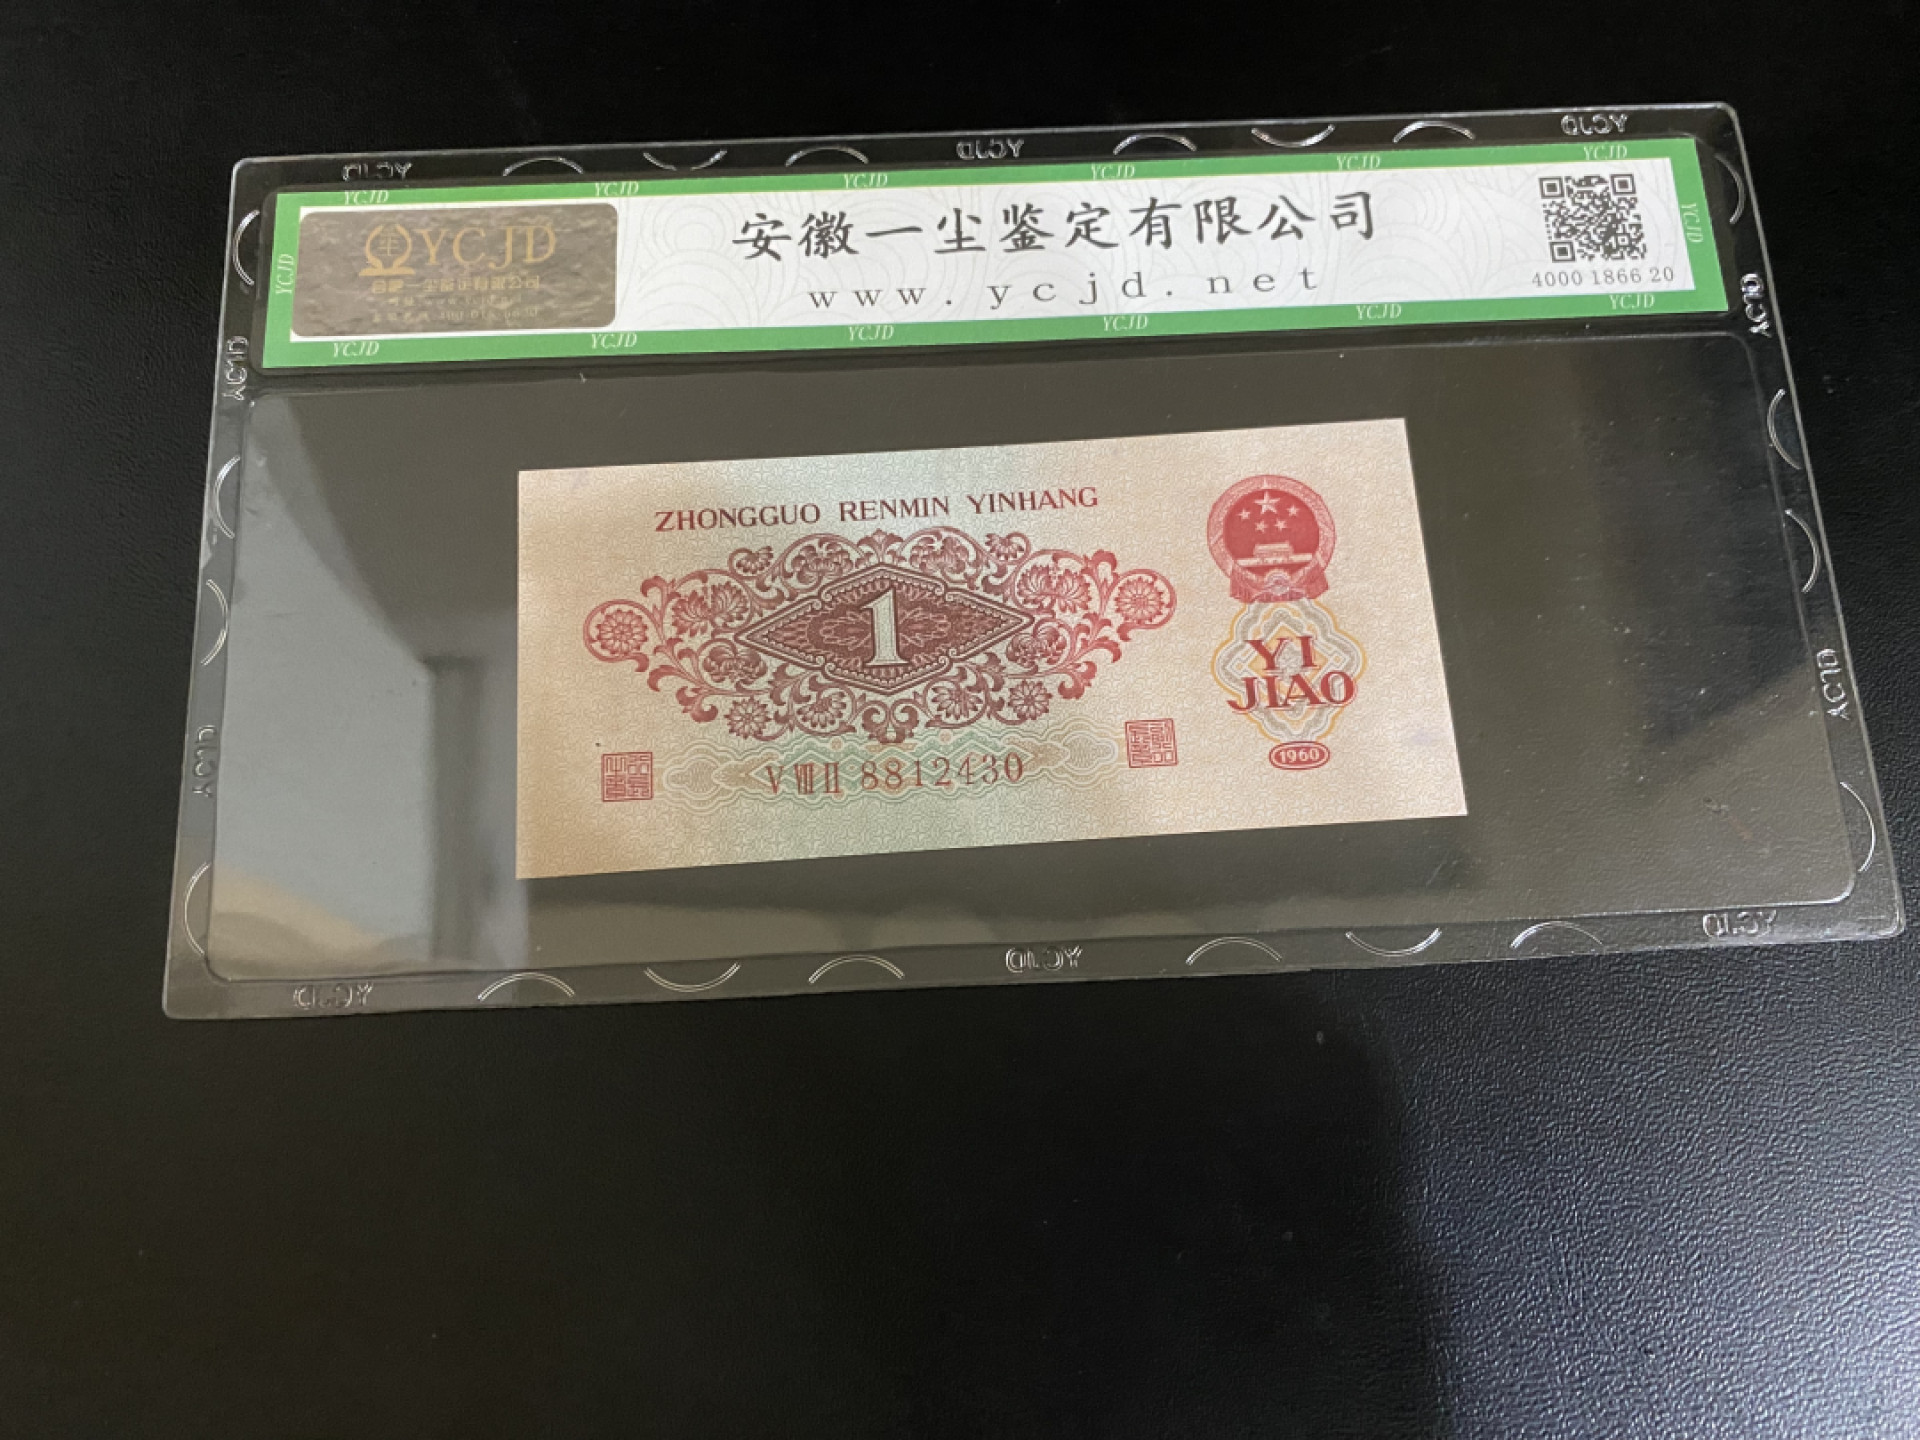 YCJD
安徽一尘鉴定有限公司
www.ycjd.net
4000 1866 20
ZHONGGUO RENMIN YINHANG
1
YI
JIAO
1960
V VIII II 8812430